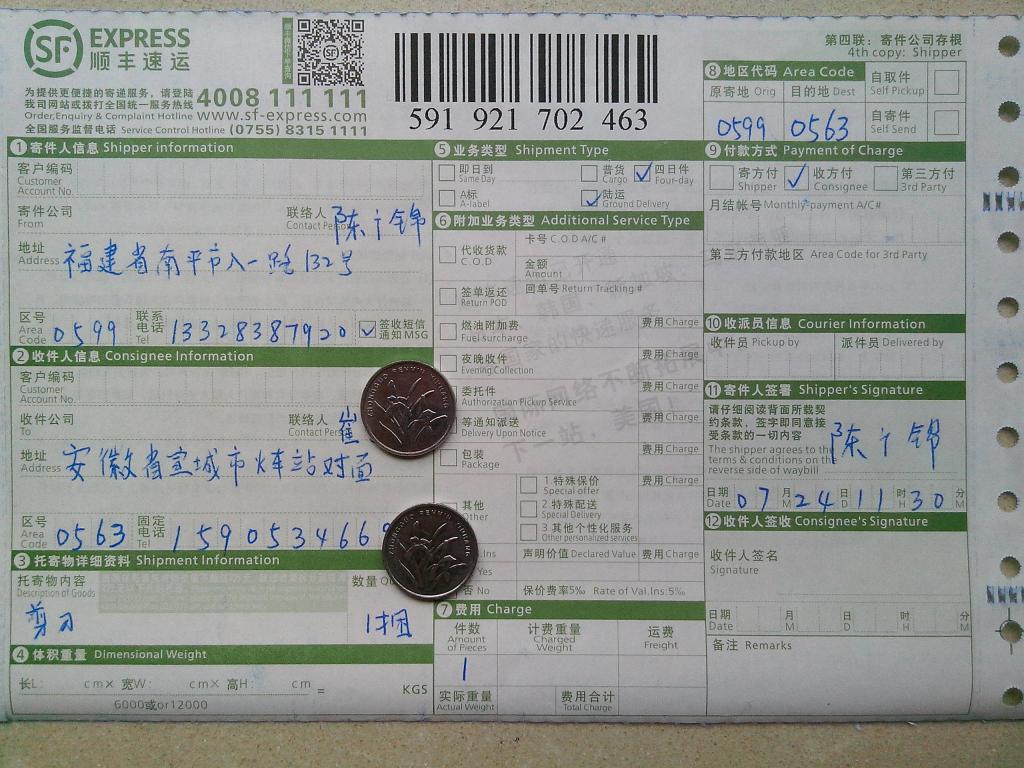 SF EXPRESS
顺丰速运
为提供更便捷的寄递服务，请登陆
我司网站或拨打全国统一服务热线 4008 111 111
Order,Enquiry & Complaint Hotline www.sf-express.com
全国服务监督电话 Service Control Hotline (0755) 8315 1111
591 921 702 463
第四联：寄件公司存根
4th copy: Shipper
① 寄件人信息 Shipper information
客户编码
Customer
Account No.
寄件公司
From
联络人
Contact Person 陈 锦
地址
Address 福建省南平市八一路132号
区号
Area
Code 0599
联系
电话
Tel 13328387920
签收短信
通知 MSG
② 收件人信息 Consignee Information
客户编码
Customer
Account No.
收件公司
To
联络人
Contact 崔
地址
Address 安徽省宣城市火车站对面
区号
Area
Code 0563
固定
电话
Tel 1590534666
③ 托寄物详细资料 Shipment Information
托寄物内容
Description of Goods
数量
剪刀
1捆
④ 体积重量 Dimensional Weight
长L: cm× 宽W: cm× 高H: cm = KGS
6000或or12000
⑤ 业务类型 Shipment Type
即日到
Same Day
普货
Cargo
四日件
Four-day
A标
A-label
陆运
Ground Delivery
⑥ 附加业务类型 Additional Service Type
代收货款
C.O.D
卡号 C.O.D A/C #
金额
Amount
签单返还
Return POD
回单号 Return Tracking #
燃油附加费
Fuel surcharge
费用 Charge
夜晚收件
Evening Collection
费用 Charge
委托件
Authorization Pickup Service
费用 Charge
等通知派送
Delivery Upon Notice
费用 Charge
包装
Package
费用 Charge
其他
Other
1.特殊保价
Special offer
费用 Charge
2.特殊配送
Special Delivery
3 其他个性化服务
Other personalized services
.Ins
Yes
否 No
声明价值 Declared Value
费用 Charge
保价费率5‰ Rate of Val.Ins:5‰
⑦ 费用 Charge
件数
Amount
of Pieces
计费重量
Charged
Weight
运费
Freight
1
实际重量
Actual Weight
费用合计
Total Charge
⑧ 地区代码 Area Code
原寄地 Orig
目的地 Dest
0599
0563
自取件
Self Pickup
自寄件
Self Send
⑨ 付款方式 Payment of Charge
寄方付
Shipper
收方付
Consignee
第三方付
3rd Party
月结帐号 Monthly-payment A/C#
第三方付款地区 Area Code for 3rd Party
⑩ 收派员信息 Courier Information
收件员 Pickup by
派件员 Delivered by
⑪ 寄件人签署 Shipper's Signature
请仔细阅读背面所载契
约条款，签字即同意接
受条款的一切内容
The shipper agrees to the
terms & conditions on the
reverse side of waybill
陈 锦
日期
Date 07 月 M 24 日 D 11 时 H 30 分 M
⑫ 收件人签收 Consignee's Signature
收件人签名
Signature
日期
Date
月
M
日
D
时
H
分
M
备注 Remarks